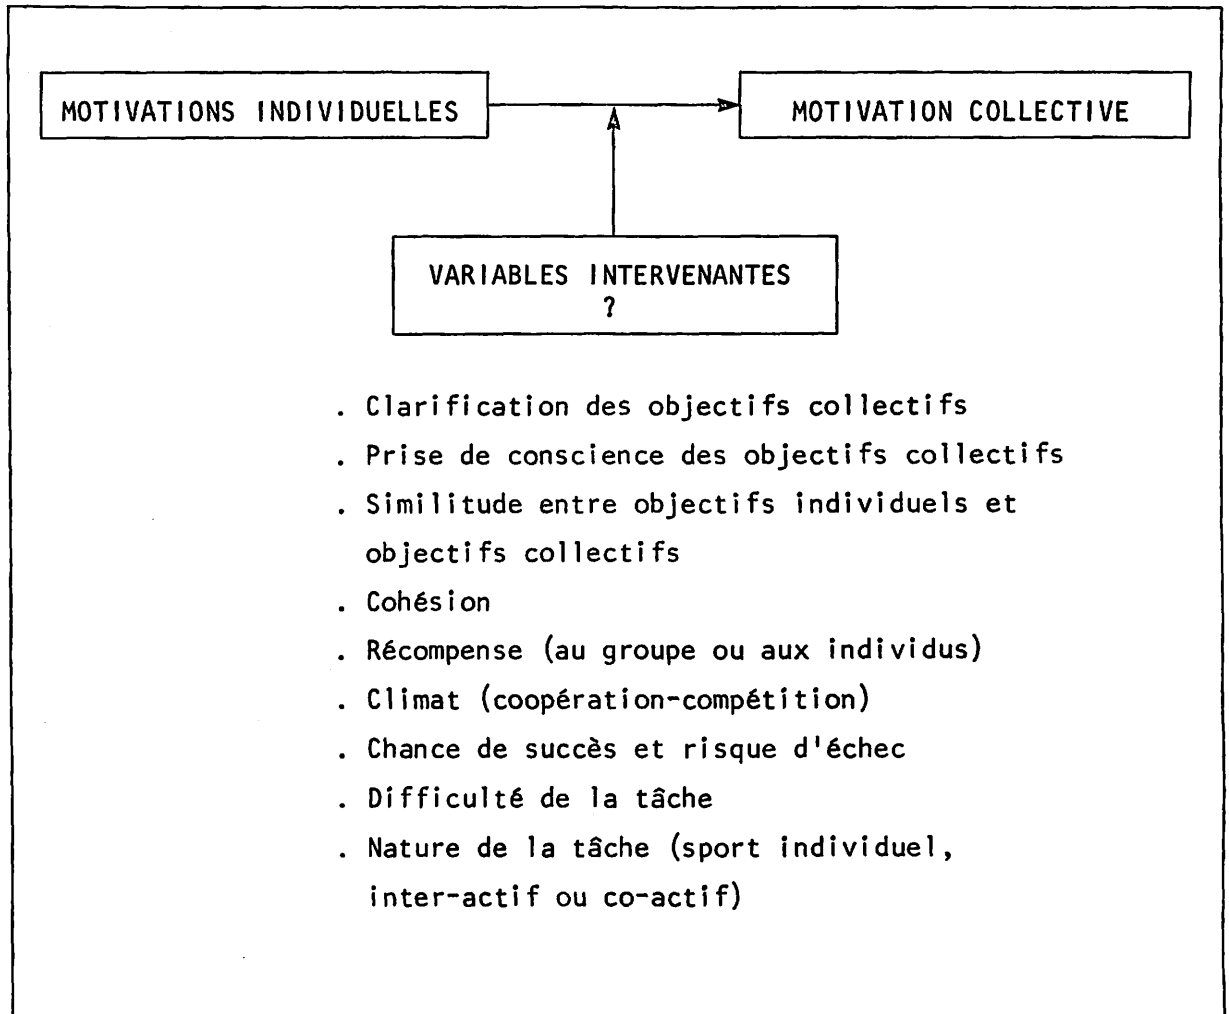 MOTIVATIONS INDIVIDUELLES
MOTIVATION COLLECTIVE
VARIABLES INTERVENANTES
?
. Clarification des objectifs collectifs
. Prise de conscience des objectifs collectifs
. Similitude entre objectifs individuels et
objectifs collectifs
. Cohésion
. Récompense (au groupe ou aux individus)
. Climat (coopération-compétition)
. Chance de succès et risque d'échec
. Difficulté de la tâche
. Nature de la tâche (sport individuel,
inter-actif ou co-actif)